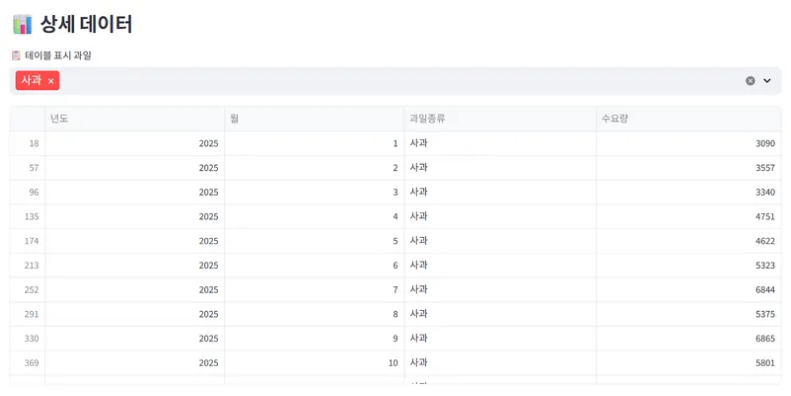 상세 데이터
테이블 표시 과일
사과 ×
년도 월 과일종류 수요량
18 2025 1 사과 3090
57 2025 2 사과 3557
96 2025 3 사과 3340
135 2025 4 사과 4751
174 2025 5 사과 4622
213 2025 6 사과 5323
252 2025 7 사과 6844
291 2025 8 사과 5375
330 2025 9 사과 6865
369 2025 10 사과 5801